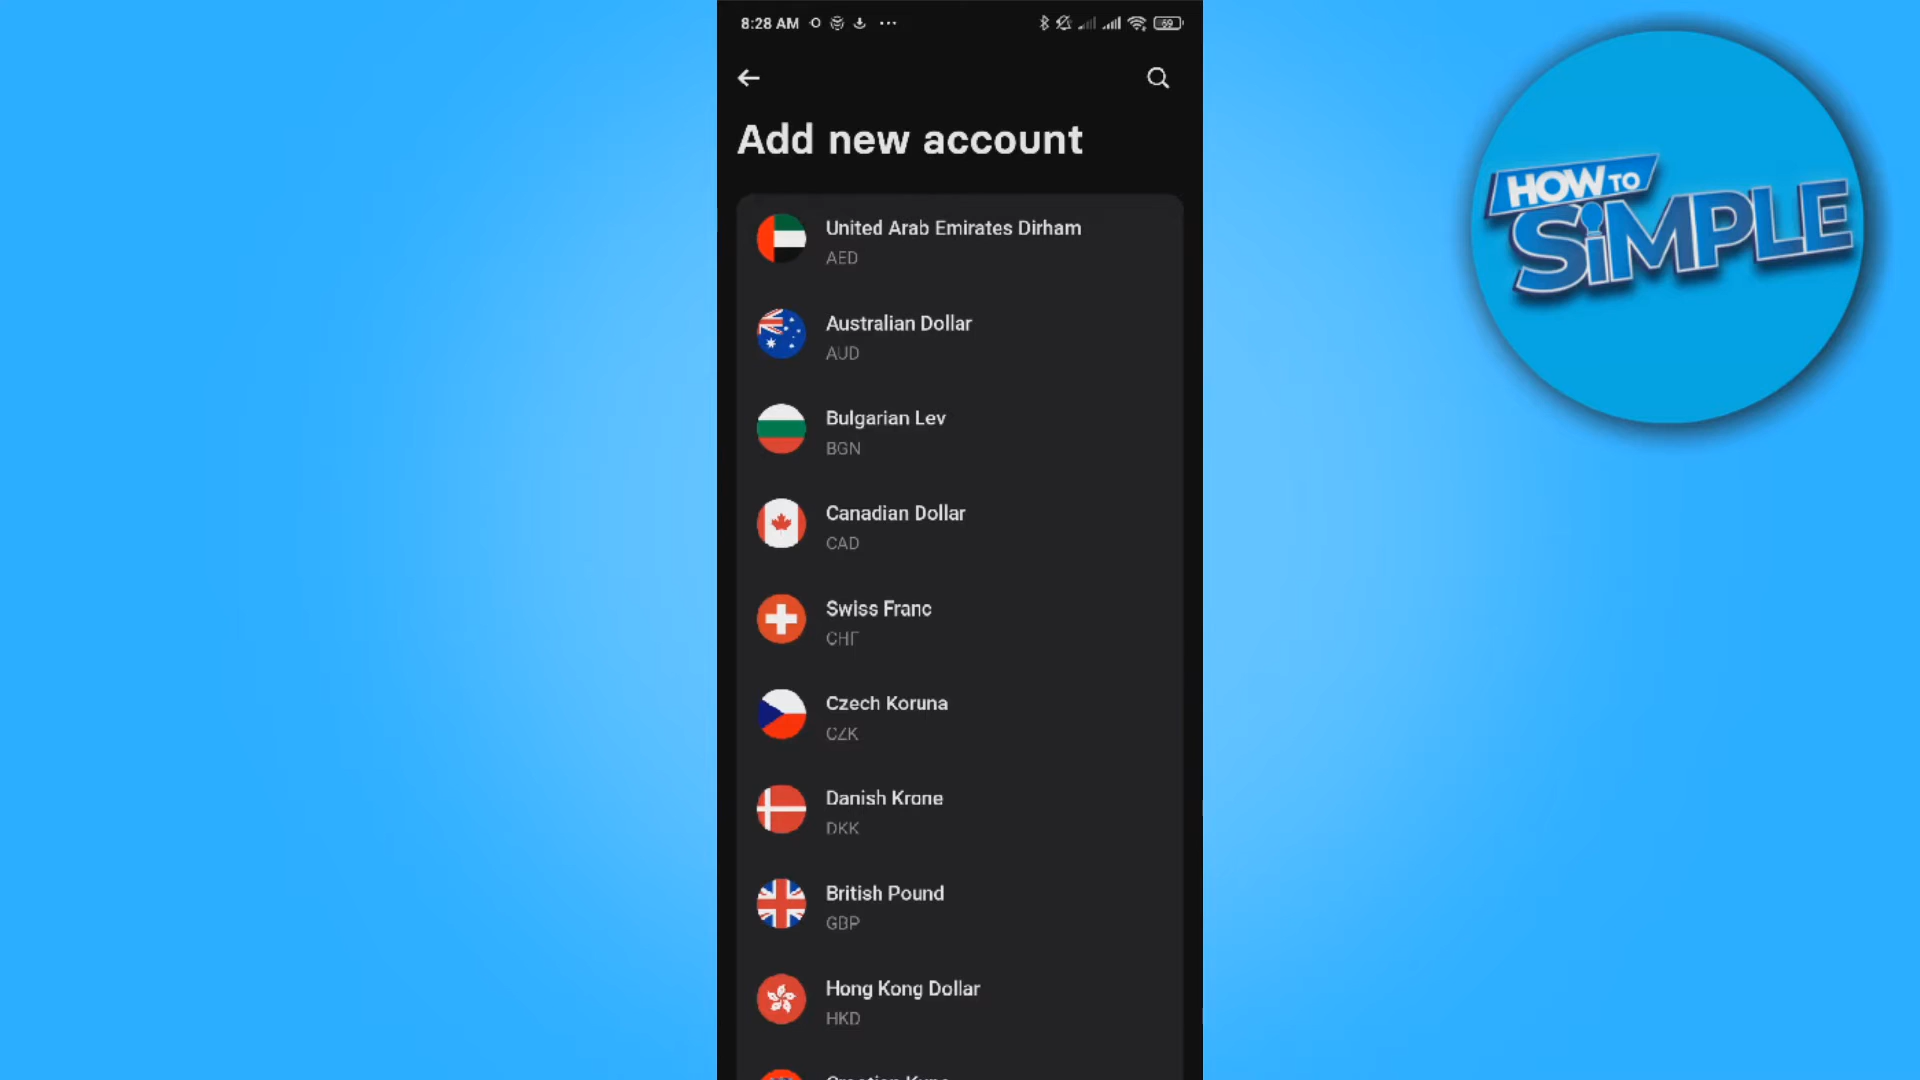 8:28 AM
59
Add new account
United Arab Emirates Dirham
AED
Australian Dollar
AUD
Bulgarian Lev
BGN
Canadian Dollar
CAD
Swiss Franc
CHF
Czech Koruna
CZK
Danish Krone
DKK
British Pound
GBP
Hong Kong Dollar
HKD
HOW TO
SiMPLE